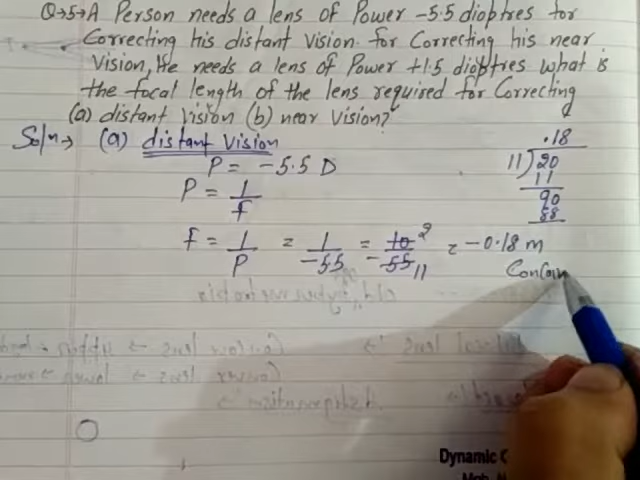 Q→5→A Person needs a lens of Power -5.5 dioptres for
Correcting his distant vision. for Correcting his near
Vision, He needs a lens of Power +1.5 dioptres what is
the focal length of the lens required for Correcting
(a) distant Vision (b) near Vision?
Soln→ (a) distant Vision
P = -5.5 D
P = 1/f
f = 1/P = 1/-5.5 = -10/55 2 11 = -0.18 m
Concav
.18
11)20
11
90
88
Dynamic C